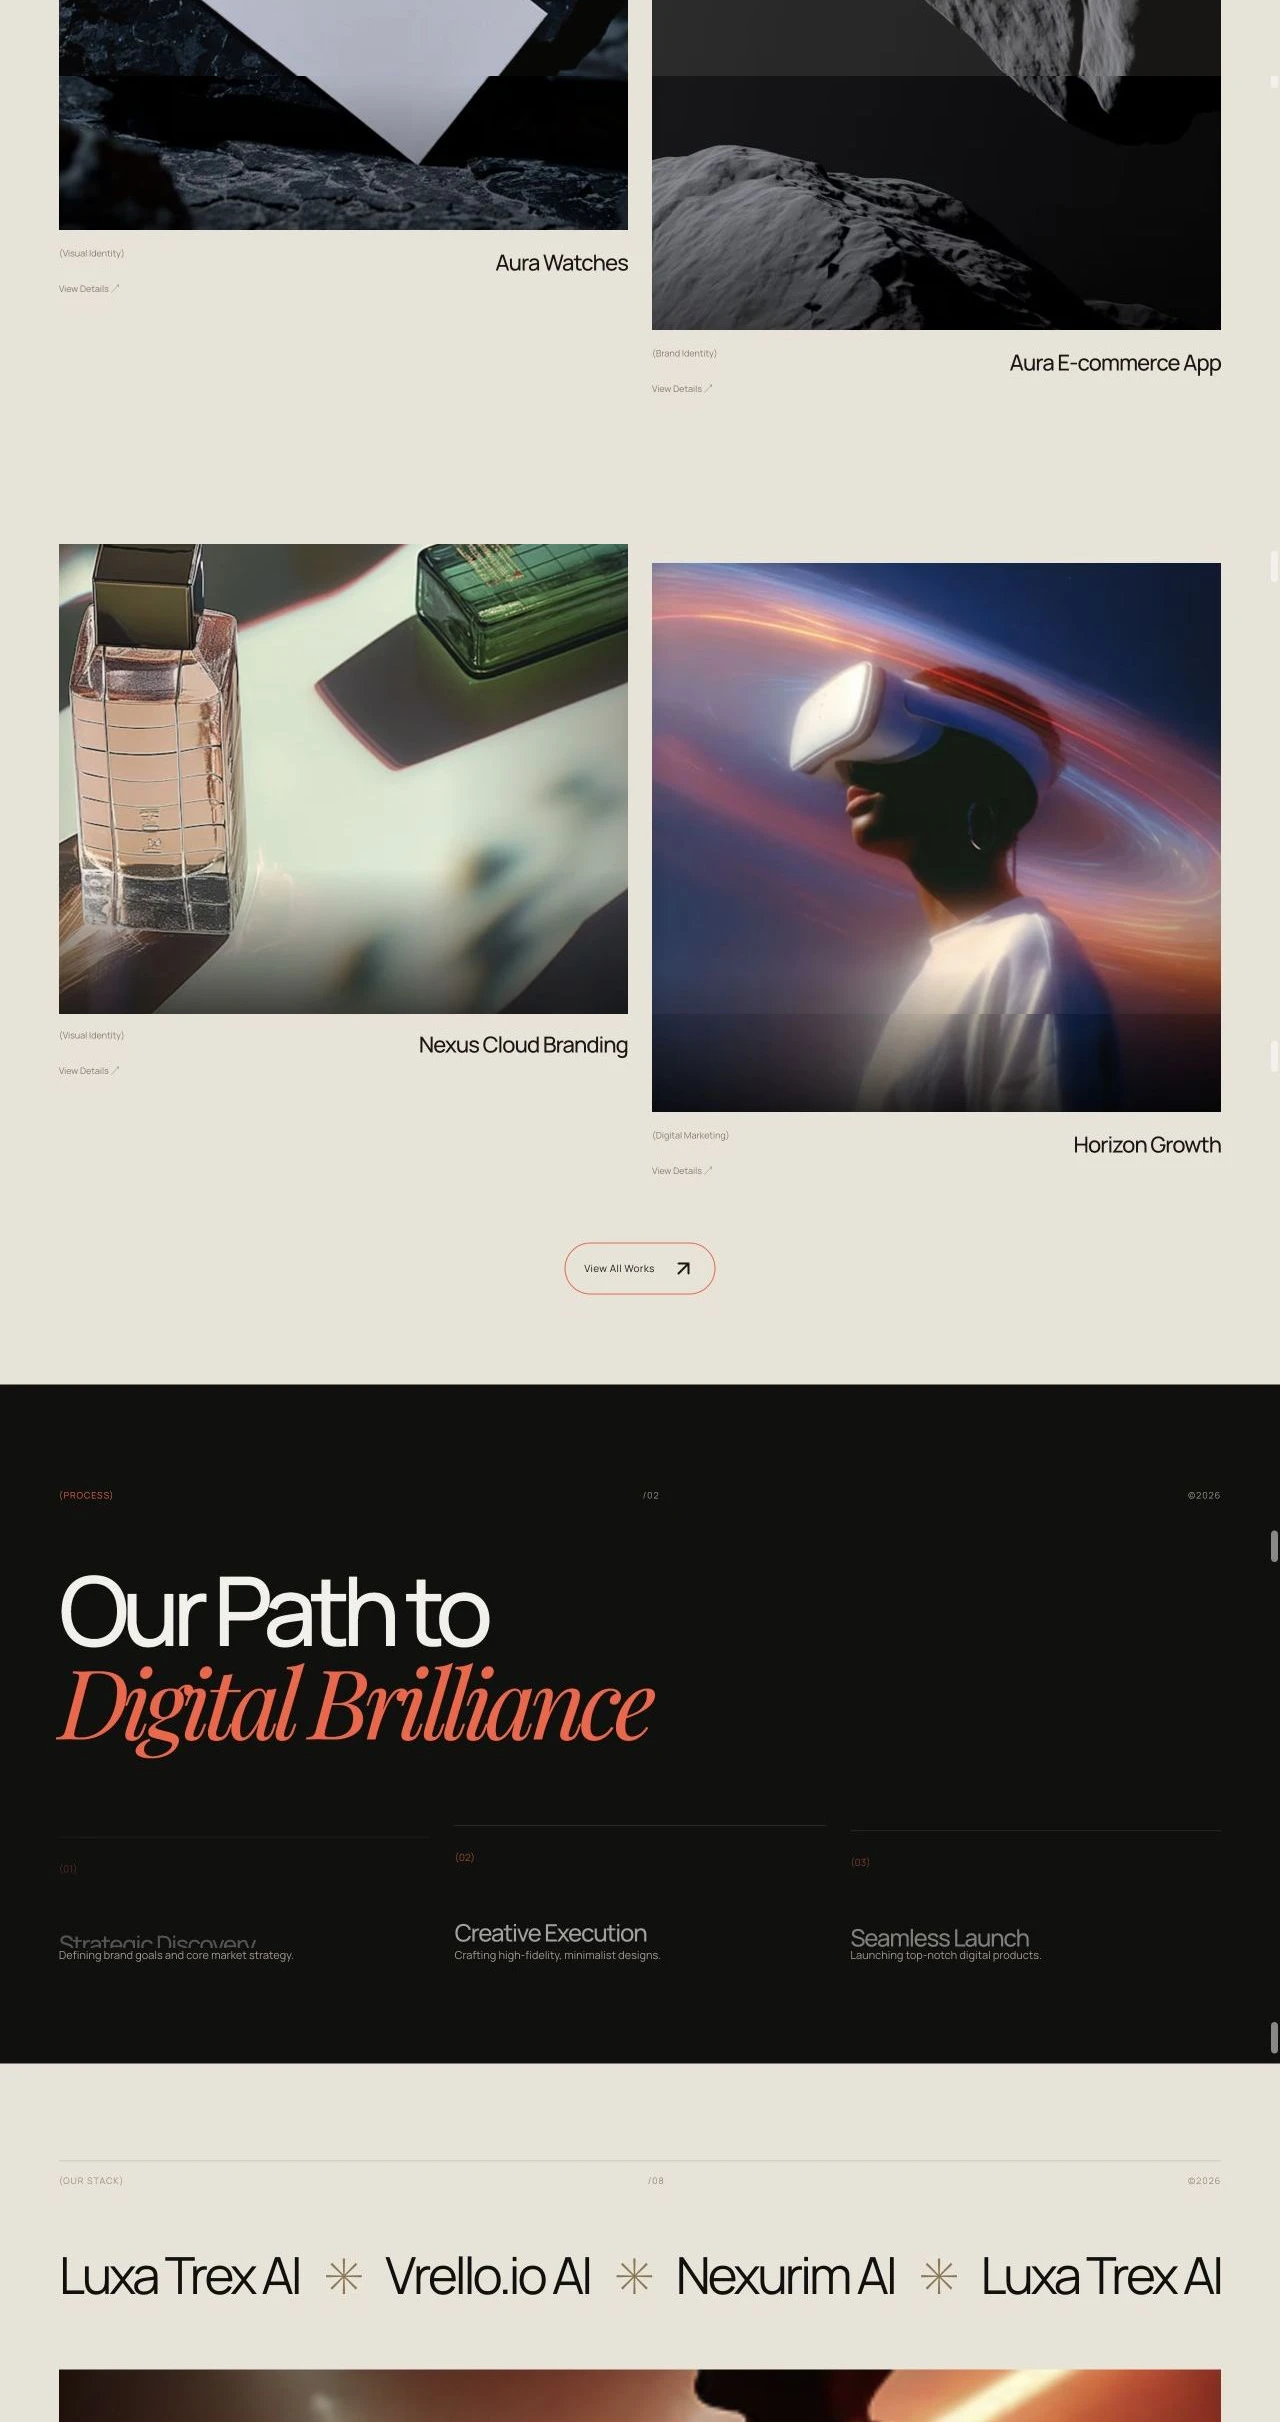 (Visual Identity)
Aura Watches
View Details ↗
(Brand Identity)
Aura E-commerce App
View Details ↗
(Visual Identity)
Nexus Cloud Branding
View Details ↗
(Digital Marketing)
Horizon Growth
View Details ↗
View All Works
(PROCESS)
/02
©2026
Our Path to
Digital Brilliance
(01)
Strategic Discovery
Defining brand goals and core market strategy.
(02)
Creative Execution
Crafting high-fidelity, minimalist designs.
(03)
Seamless Launch
Launching top-notch digital products.
(OUR STACK)
/08
©2026
Luxa Trex AI ✳ Vrello.io AI ✳ Nexurim AI ✳ Luxa Trex AI